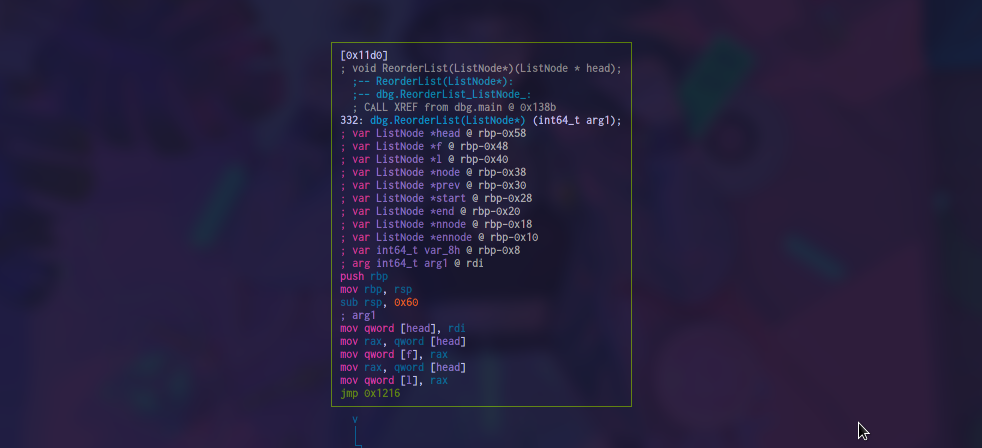 [0x11d0]
; void ReorderList(ListNode*)(ListNode * head);
;-- ReorderList(ListNode*):
;-- dbg.ReorderList_ListNode_:
; CALL XREF from dbg.main @ 0x138b
332: dbg.ReorderList(ListNode*) (int64_t arg1);
; var ListNode *head @ rbp-0x58
; var ListNode *f @ rbp-0x48
; var ListNode *l @ rbp-0x40
; var ListNode *node @ rbp-0x38
; var ListNode *prev @ rbp-0x30
; var ListNode *start @ rbp-0x28
; var ListNode *end @ rbp-0x20
; var ListNode *nnode @ rbp-0x18
; var ListNode *ennode @ rbp-0x10
; var int64_t var_8h @ rbp-0x8
; arg int64_t arg1 @ rdi
push rbp
mov rbp, rsp
sub rsp, 0x60
; arg1
mov qword [head], rdi
mov rax, qword [head]
mov qword [f], rax
mov rax, qword [head]
mov qword [l], rax
jmp 0x1216
v